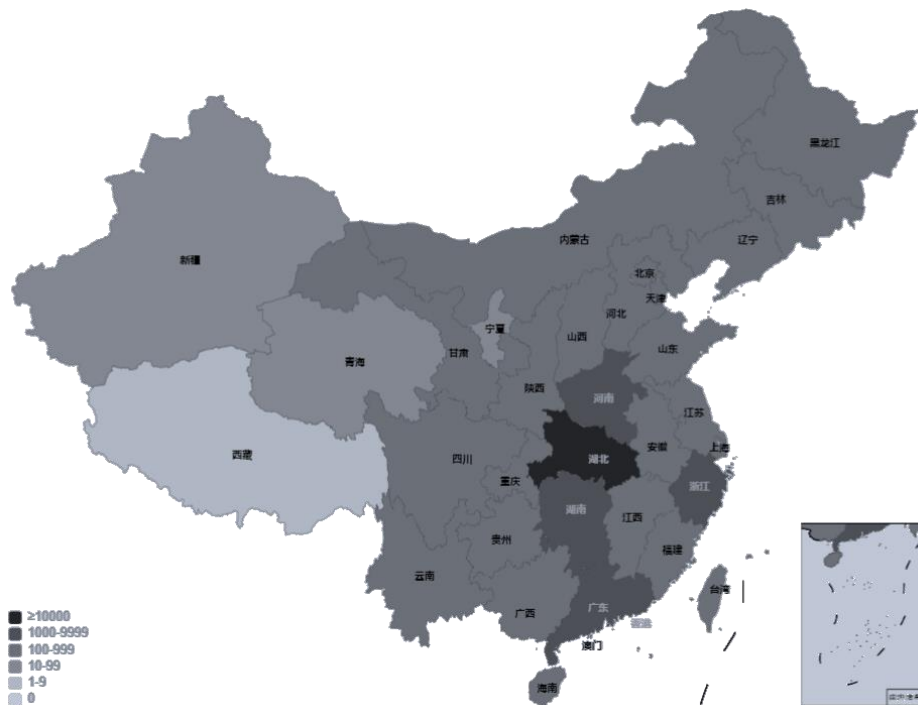 黑龙江
吉林
辽宁
内蒙古
北京
天津
新疆
河北
宁夏
山西
山东
甘肃
青海
陕西
河南
江苏
上海
安徽
西藏
四川
湖北
重庆
浙江
湖南
江西
贵州
福建
云南
台湾
广东
广西
香港
澳门
海南
≥10000
1000-9999
100-999
10-99
1-9
0